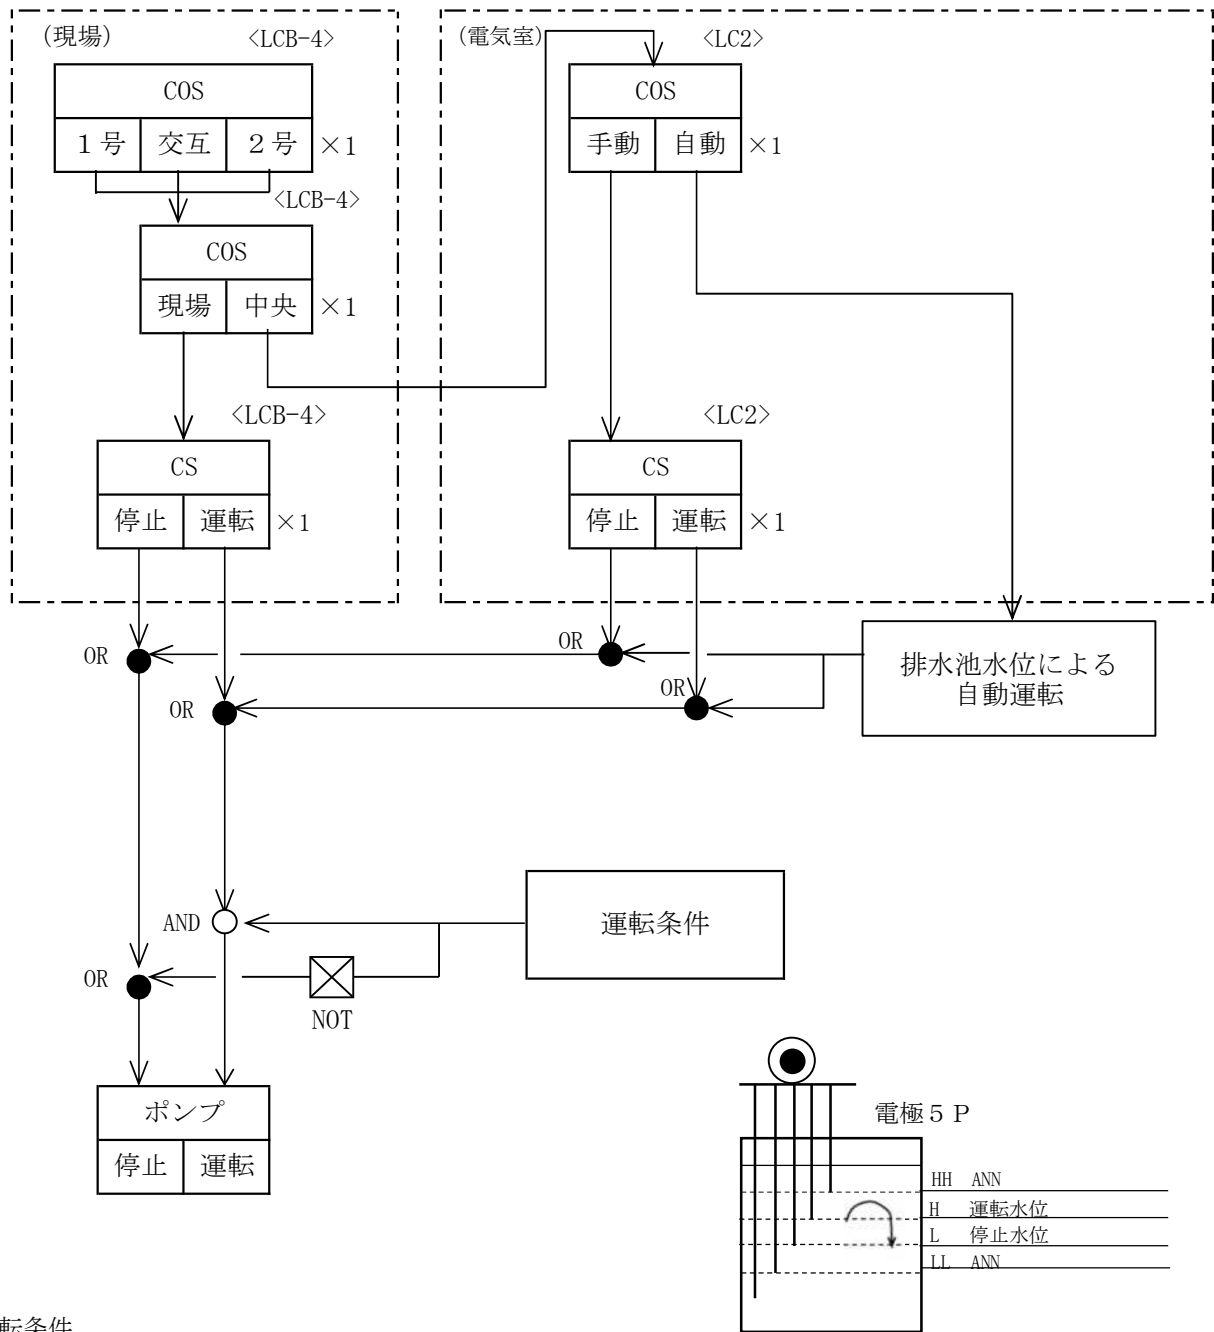 (現場)
<LCB-4>
COS
１号 交互 ２号 ×1
<LCB-4>
COS
現場 中央 ×1
<LCB-4>
CS
停止 運転 ×1
(電気室)
<LC2>
COS
手動 自動 ×1
<LC2>
CS
停止 運転 ×1
OR
OR
OR
OR
排水池水位による
自動運転
運転条件
AND
OR
NOT
ポンプ
停止 運転
電極５Ｐ
HH ANN
H 運転水位
L 停止水位
LL ANN
転条件